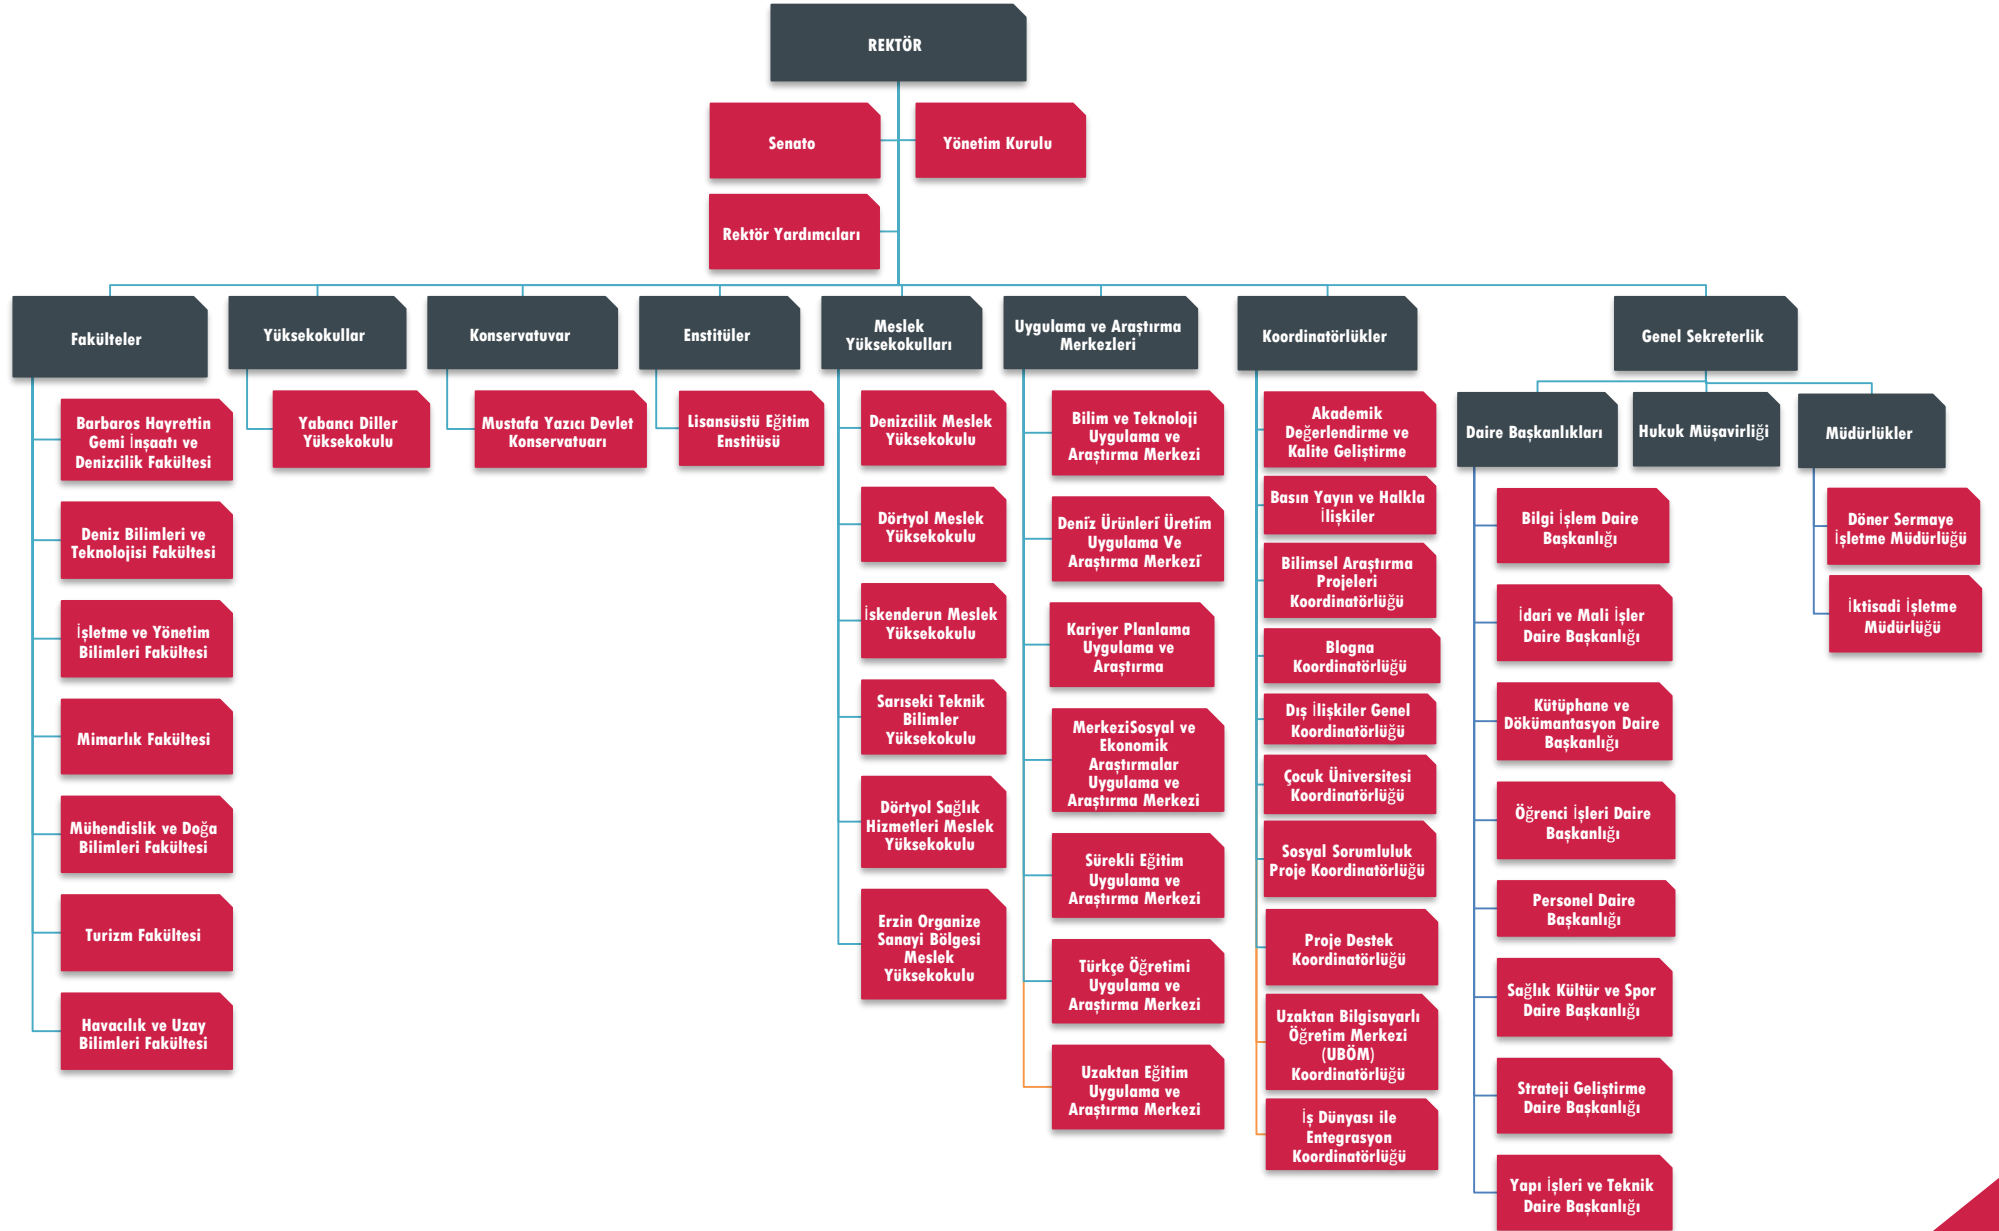 REKTÖR
Senato
Yönetim Kurulu
Rektör Yardımcıları
Fakülteler
Barbaros Hayrettin
Gemi İnşaatı ve
Denizcilik Fakültesi
Deniz Bilimleri ve
Teknolojisi Fakültesi
İşletme ve Yönetim
Bilimleri Fakültesi
Mimarlık Fakültesi
Mühendislik ve Doğa
Bilimleri Fakültesi
Turizm Fakültesi
Havacılık ve Uzay
Bilimleri Fakültesi
Yüksekokullar
Yabancı Diller
Yüksekokulu
Konservatuvar
Mustafa Yazıcı Devlet
Konservatuarı
Enstitüler
Lisansüstü Eğitim
Enstitüsü
Meslek
Yüksekokulları
Denizcilik Meslek
Yüksekokulu
Dörtyol Meslek
Yüksekokulu
İskenderun Meslek
Yüksekokulu
Sarıseki Teknik
Bilimler
Yüksekokulu
Dörtyol Sağlık
Hizmetleri Meslek
Yüksekokulu
Erzin Organize
Sanayi Bölgesi
Meslek
Yüksekokulu
Uygulama ve Araştırma
Merkezleri
Bilim ve Teknoloji
Uygulama ve
Araştırma Merkezi
Deniz Ürünleri Üretim
Uygulama Ve
Araştırma Merkezi
Kariyer Planlama
Uygulama ve
Araştırma
MerkeziSosyal ve
Ekonomik
Araştırmalar
Uygulama ve
Araştırma Merkezi
Sürekli Eğitim
Uygulama ve
Araştırma Merkezi
Türkçe Öğretimi
Uygulama ve
Araştırma Merkezi
Uzaktan Eğitim
Uygulama ve
Araştırma Merkezi
Koordinatörlükler
Akademik
Değerlendirme ve
Kalite Geliştirme
Basın Yayın ve Halkla
İlişkiler
Bilimsel Araştırma
Projeleri
Koordinatörlüğü
Blogna
Koordinatörlüğü
Dış İlişkiler Genel
Koordinatörlüğü
Çocuk Üniversitesi
Koordinatörlüğü
Sosyal Sorumluluk
Proje Koordinatörlüğü
Proje Destek
Koordinatörlüğü
Uzaktan Bilgisayarlı
Öğretim Merkezi
(UBÖM)
Koordinatörlüğü
İş Dünyası ile
Entegrasyon
Koordinatörlüğü
Genel Sekreterlik
Daire Başkanlıkları
Bilgi İşlem Daire
Başkanlığı
İdari ve Mali İşler
Daire Başkanlığı
Kütüphane ve
Dökümantasyon Daire
Başkanlığı
Öğrenci İşleri Daire
Başkanlığı
Personel Daire
Başkanlığı
Sağlık Kültür ve Spor
Daire Başkanlığı
Strateji Geliştirme
Daire Başkanlığı
Yapı İşleri ve Teknik
Daire Başkanlığı
Hukuk Müşavirliği
Müdürlükler
Döner Sermaye
İşletme Müdürlüğü
İktisadi İşletme
Müdürlüğü